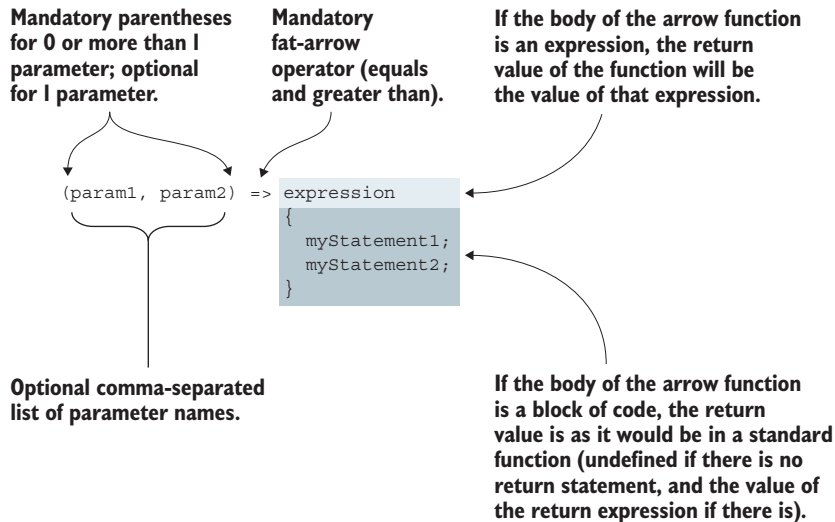 Mandatory parentheses
for 0 or more than 1
parameter; optional
for 1 parameter.
Mandatory
fat-arrow
operator (equals
and greater than).
If the body of the arrow function
is an expression, the return
value of the function will be
the value of that expression.
(param1, param2) => expression
{
myStatement1;
myStatement2;
}
Optional comma-separated
list of parameter names.
If the body of the arrow function
is a block of code, the return
value is as it would be in a standard
function (undefined if there is no
return statement, and the value of
the return expression if there is).